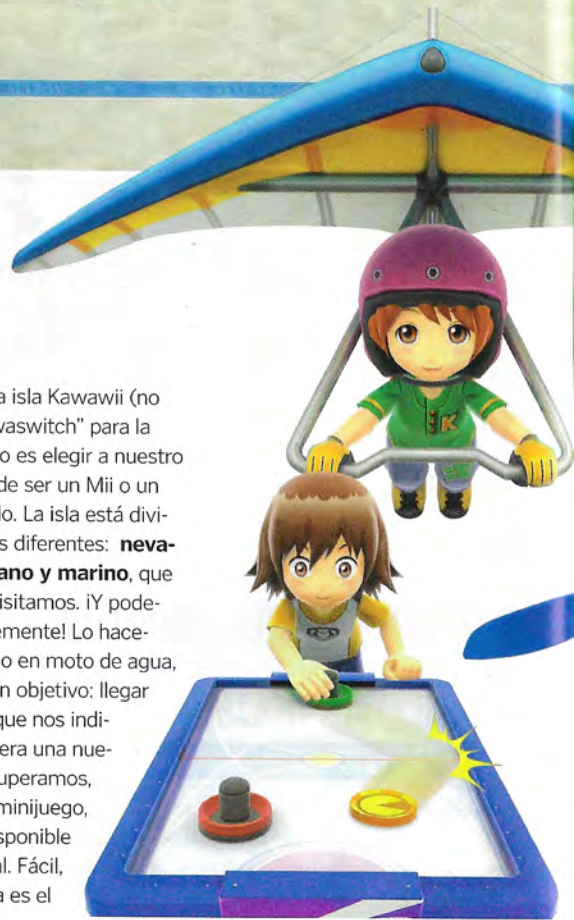 a isla Kawawii (no
waswitch" para la
o es elegir a nuestro
de ser un Mii o un
do. La isla está divi-
s diferentes: neva-
ano y marino, que
isitamos. ¡Y pode-
emente! Lo hace-
o en moto de agua,
n objetivo: llegar
que nos indi-
era una nue-
uperamos,
minijuego,
sponible
al. Fácil,
a es el
K